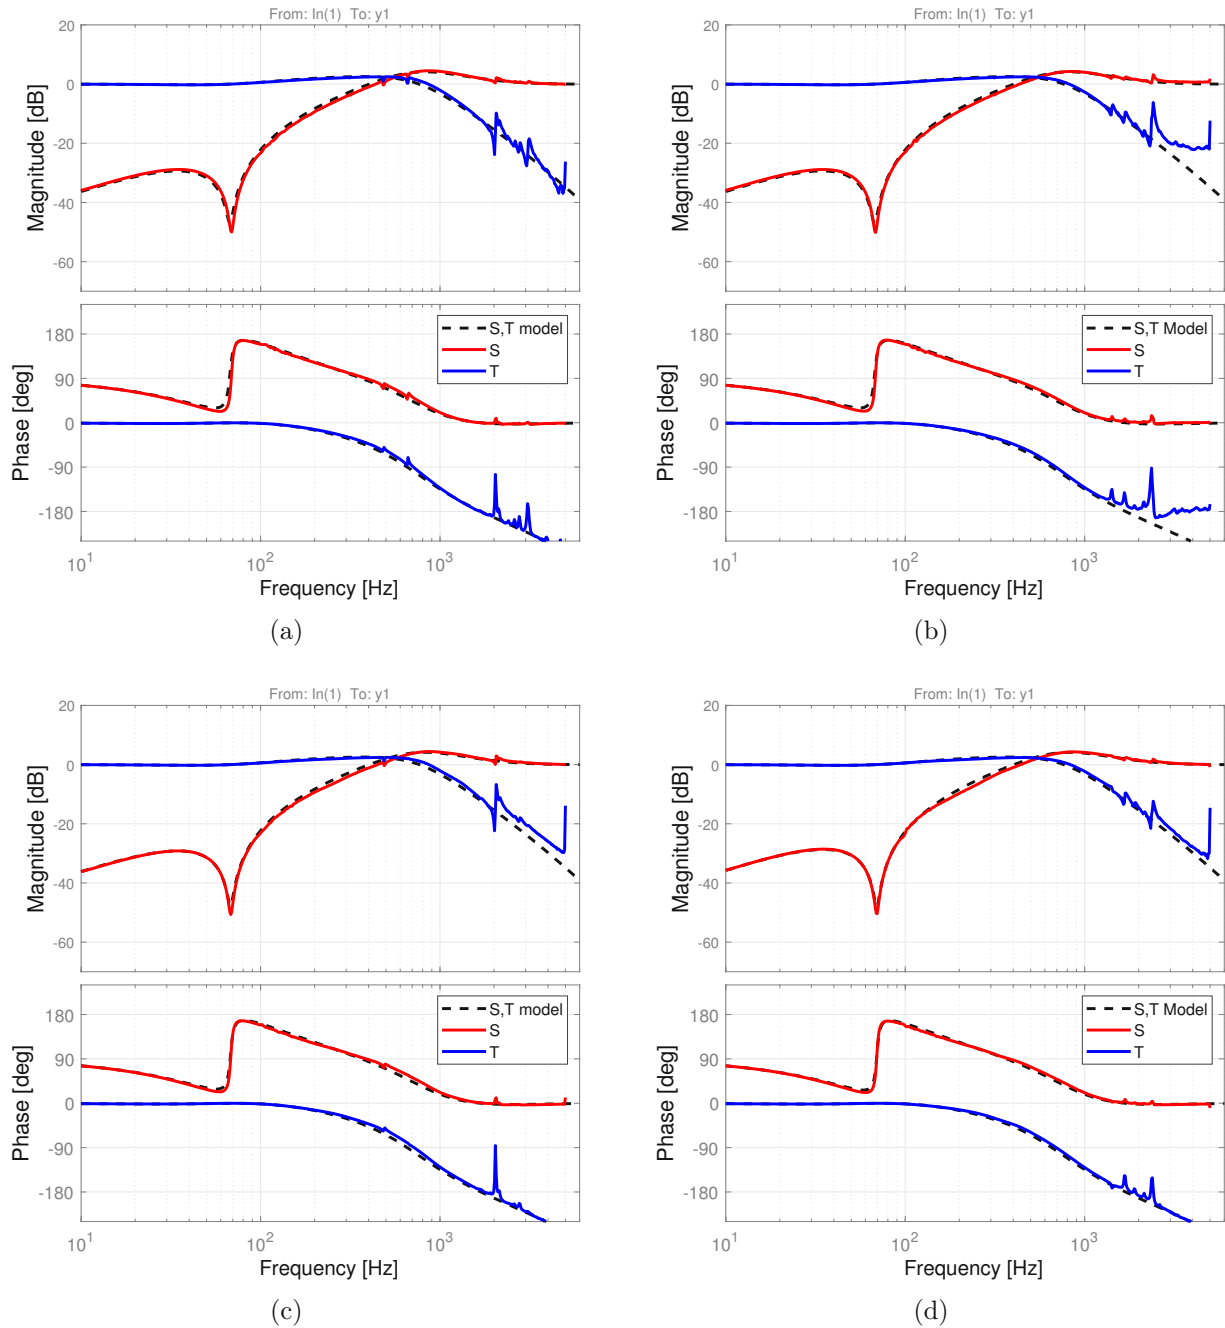 From: In(1) To: y1
20
0
-20
-40
-60
Magnitude [dB]
180
90
0
-90
-180
Phase [deg]
S,T model
S
T
10^1
10^2
10^3
Frequency [Hz]
(a)
From: In(1) To: y1
20
0
-20
-40
-60
Magnitude [dB]
180
90
0
-90
-180
Phase [deg]
S,T Model
S
T
10^1
10^2
10^3
Frequency [Hz]
(b)
From: In(1) To: y1
20
0
-20
-40
-60
Magnitude [dB]
180
90
0
-90
-180
Phase [deg]
S,T model
S
T
10^1
10^2
10^3
Frequency [Hz]
(c)
From: In(1) To: y1
20
0
-20
-40
-60
Magnitude [dB]
180
90
0
-90
-180
Phase [deg]
S,T Model
S
T
10^1
10^2
10^3
Frequency [Hz]
(d)